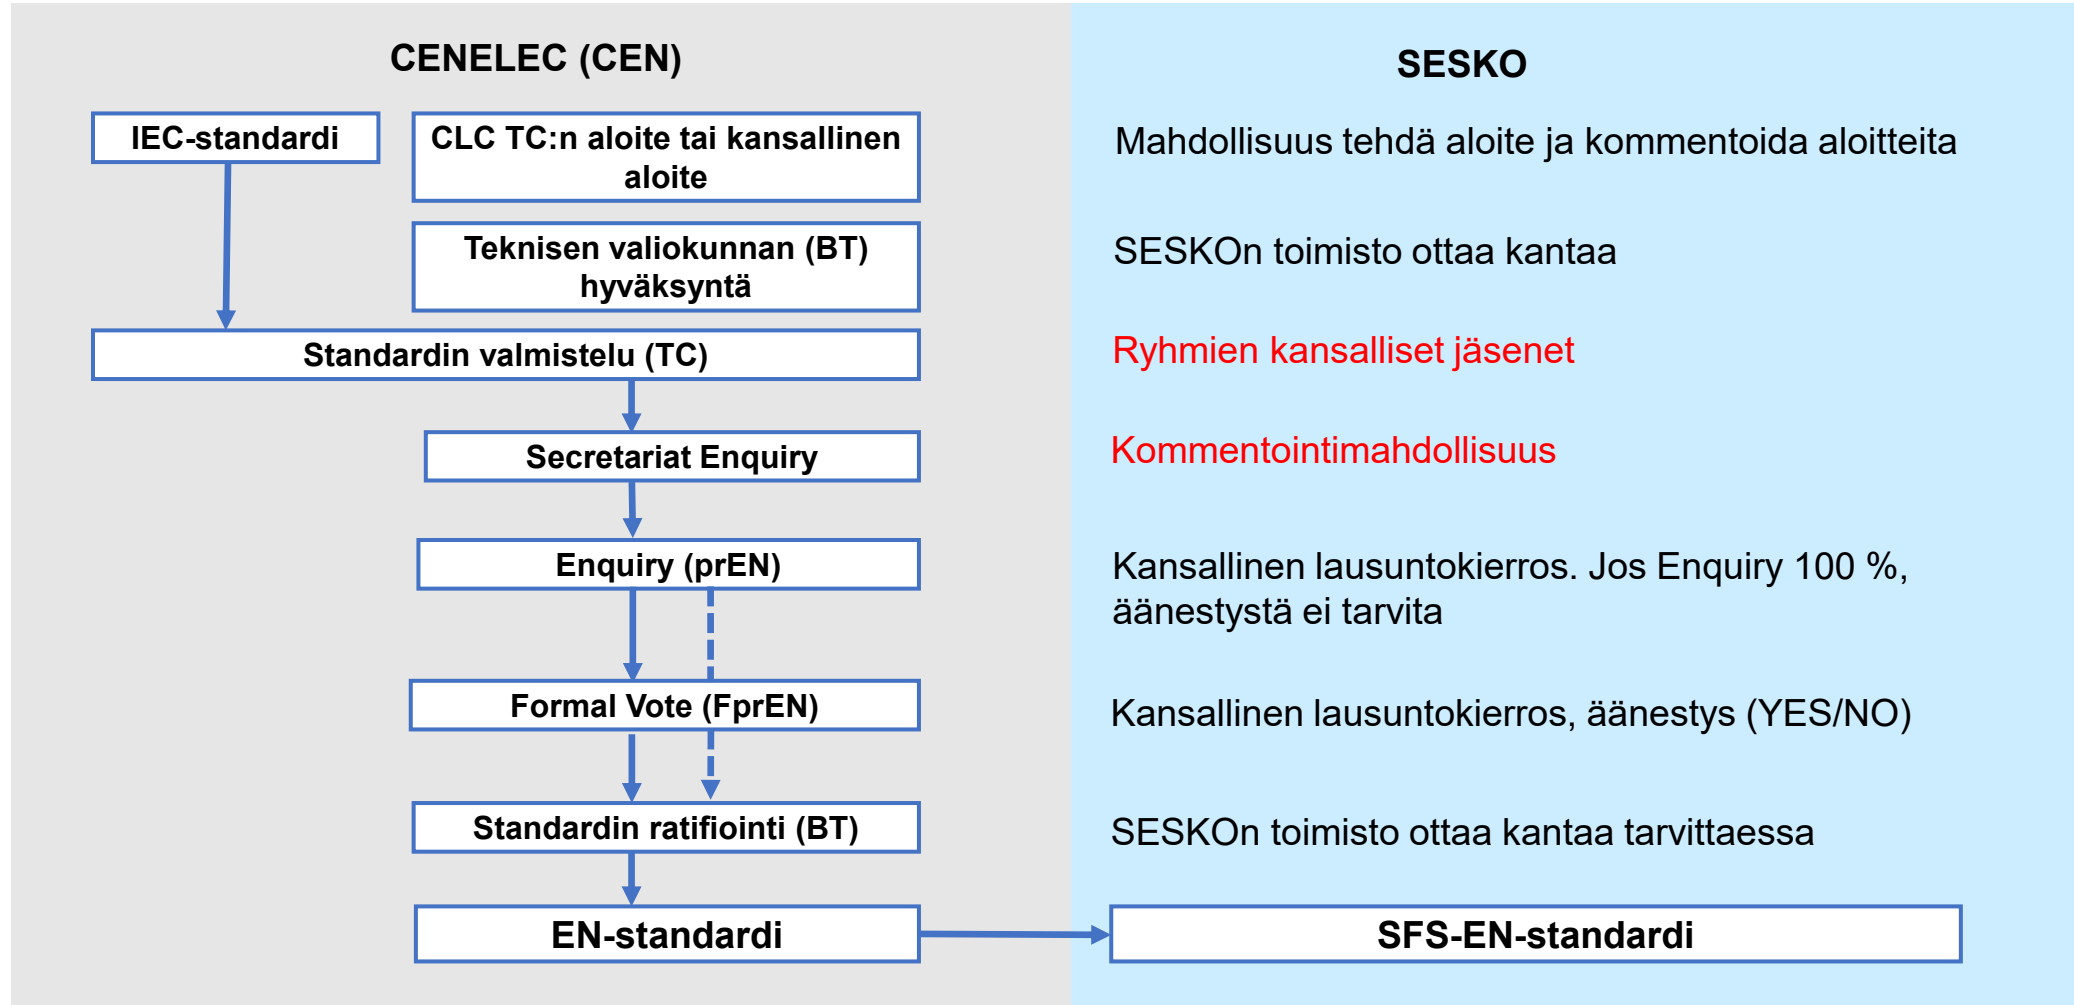 CENELEC (CEN)
SESKO
IEC-standardi
CLC TC:n aloite tai kansallinen
aloite
Mahdollisuus tehdä aloite ja kommentoida aloitteita
Teknisen valiokunnan (BT)
hyväksyntä
SESKOn toimisto ottaa kantaa
Standardin valmistelu (TC)
Ryhmien kansalliset jäsenet
Secretariat Enquiry
Kommentointimahdollisuus
Enquiry (prEN)
Kansallinen lausuntokierros. Jos Enquiry 100 %,
äänestystä ei tarvita
Formal Vote (FprEN)
Kansallinen lausuntokierros, äänestys (YES/NO)
Standardin ratifiointi (BT)
SESKOn toimisto ottaa kantaa tarvittaessa
EN-standardi
SFS-EN-standardi